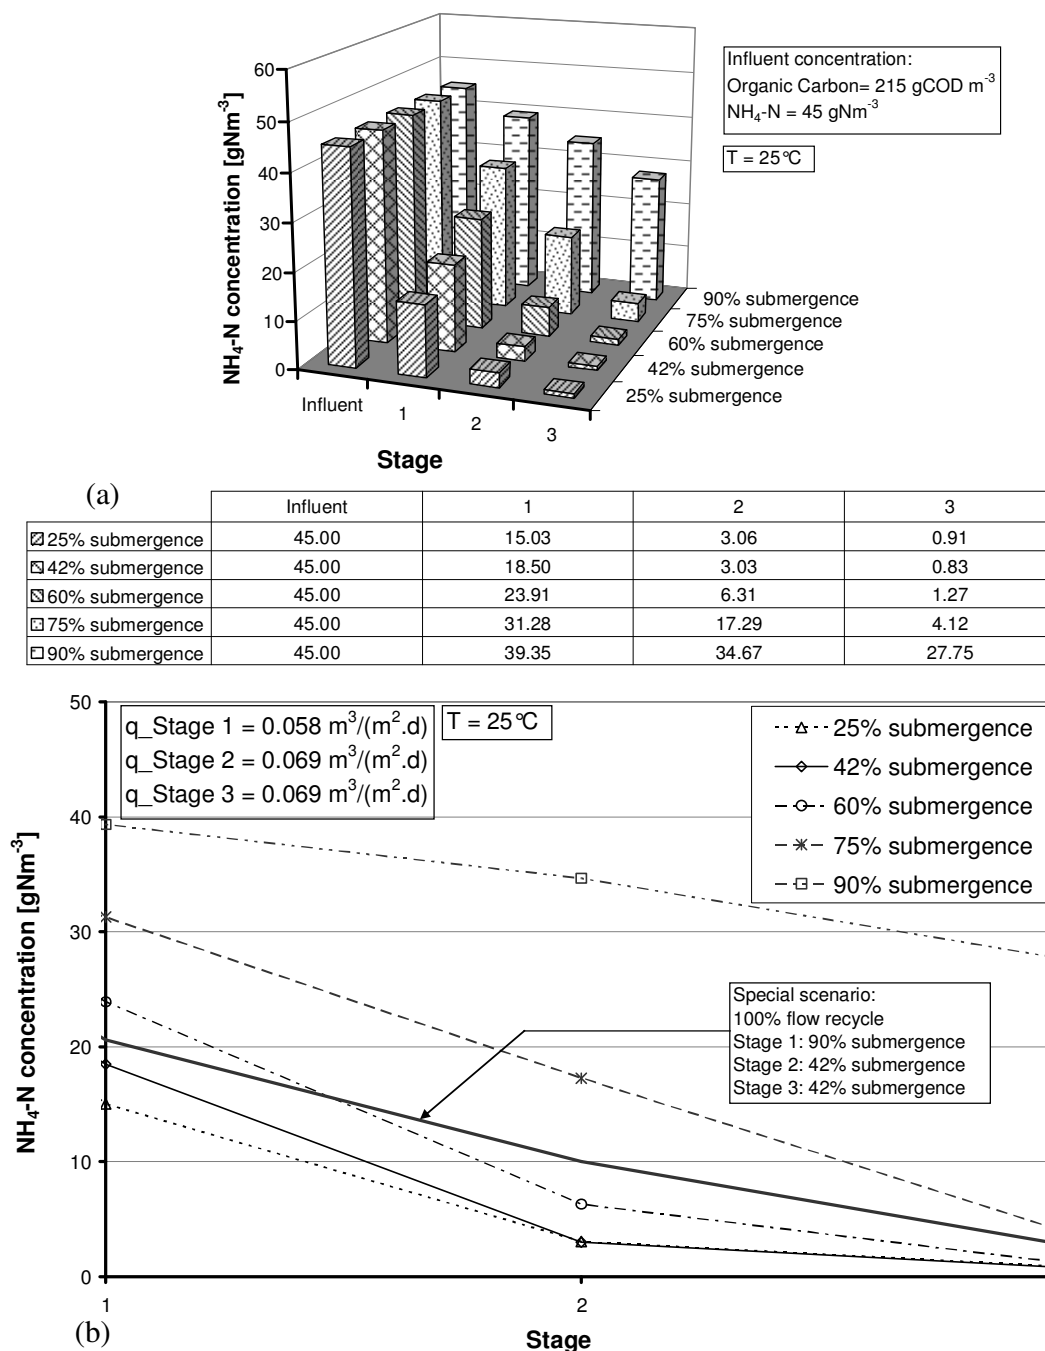 60
50
40
30
20
10
0
NH4-N concentration [gNm-3]
Influent concentration:
Organic Carbon= 215 gCOD m-3
NH4-N = 45 gNm-3
T = 25°C
90% submergence
75% submergence
60% submergence
42% submergence
25% submergence
Influent
1
2
3
Stage
(a)
Influent 1 2 3
25% submergence 45.00 15.03 3.06 0.91
42% submergence 45.00 18.50 3.03 0.83
60% submergence 45.00 23.91 6.31 1.27
75% submergence 45.00 31.28 17.29 4.12
90% submergence 45.00 39.35 34.67 27.75
50
40
30
20
10
0
NH4-N concentration [gNm-3]
q_Stage 1 = 0.058 m3/(m2.d)
q_Stage 2 = 0.069 m3/(m2.d)
q_Stage 3 = 0.069 m3/(m2.d)
T = 25°C
25% submergence
42% submergence
60% submergence
75% submergence
90% submergence
Special scenario:
100% flow recycle
Stage 1: 90% submergence
Stage 2: 42% submergence
Stage 3: 42% submergence
1
2
Stage
(b)